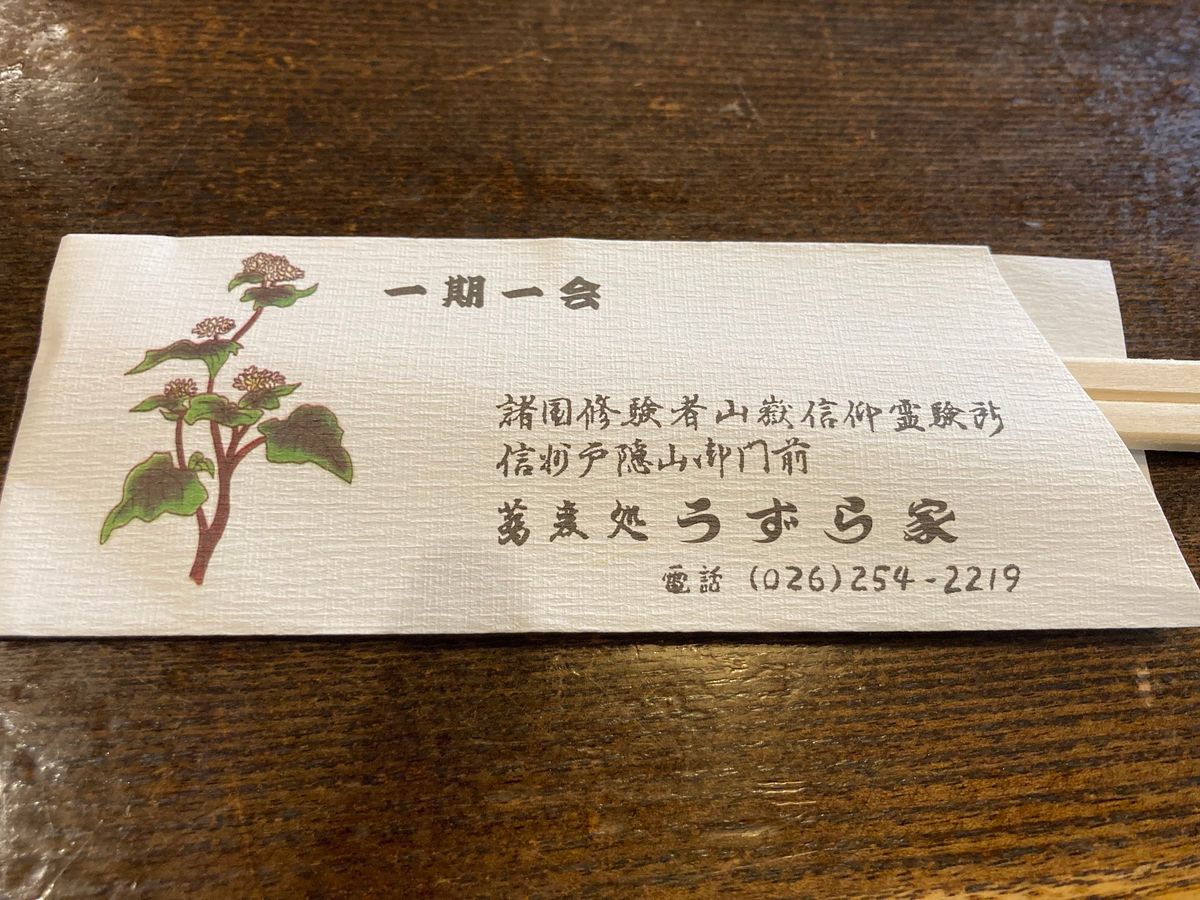 一期一会
諸国修験者山嶽信仰霊験所
信州戸隠山御門前
蕎麦処 うずら家
電話 (026)254-2219